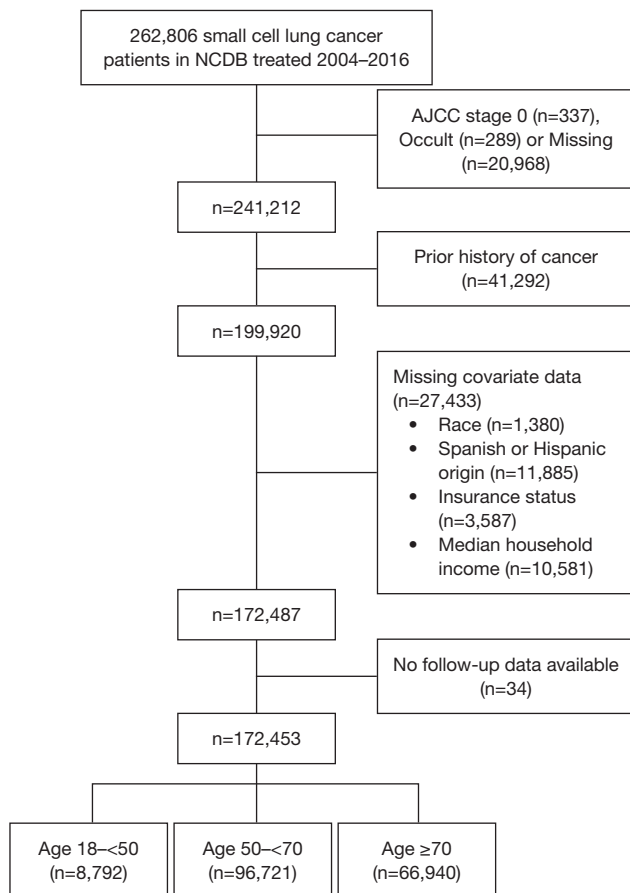 262,806 small cell lung cancer
patients in NCDB treated 2004–2016
AJCC stage 0 (n=337),
Occult (n=289) or Missing
(n=20,968)
n=241,212
Prior history of cancer
(n=41,292)
n=199,920
Missing covariate data
(n=27,433)
• Race (n=1,380)
• Spanish or Hispanic
origin (n=11,885)
• Insurance status
(n=3,587)
• Median household
income (n=10,581)
n=172,487
No follow-up data available
(n=34)
n=172,453
Age 18–<50
(n=8,792)
Age 50–<70
(n=96,721)
Age ≥70
(n=66,940)